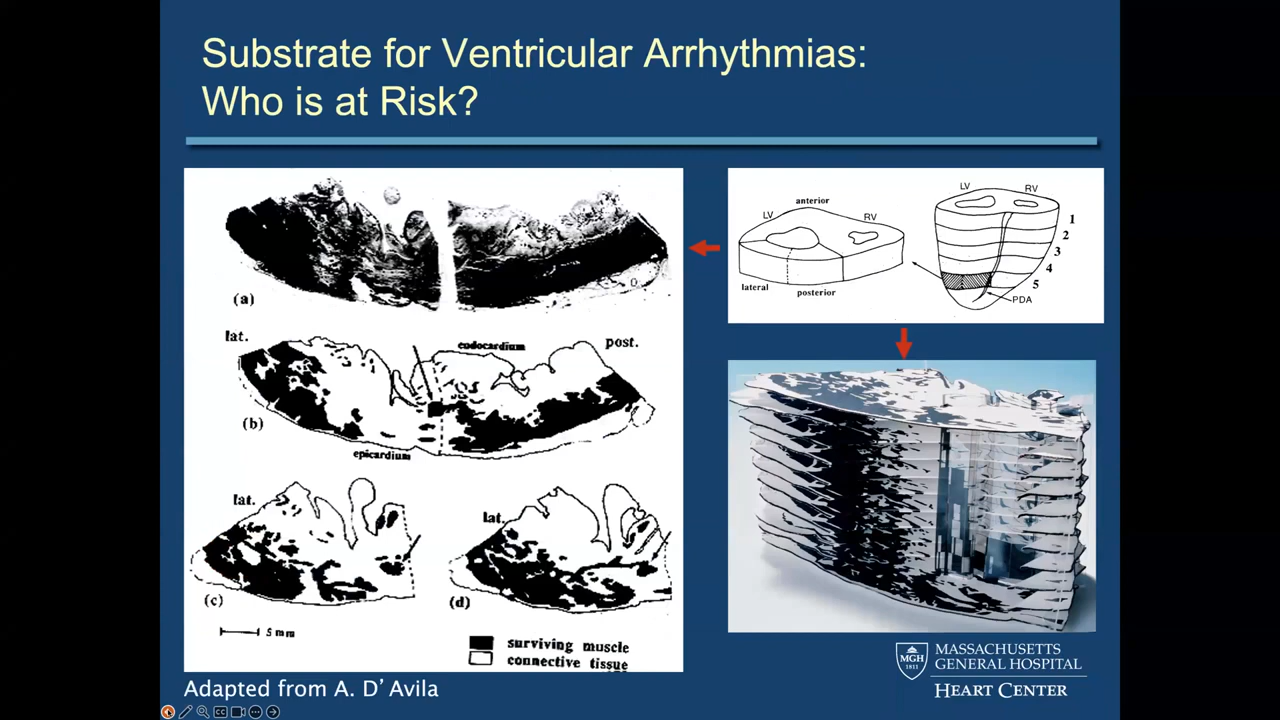 Substrate for Ventricular Arrhythmias:
Who is at Risk?
(a)
lat.
endocardium
post.
(b)
epicardium
lat.
lat.
(c)
(d)
5 mm
surviving muscle
connective tissue
LV
anterior
RV
lateral
posterior
LV
RV
1
2
3
4
5
PDA
Adapted from A. D’Avila
MGH
1811
MASSACHUSETTS
GENERAL HOSPITAL
HEART CENTER
CC